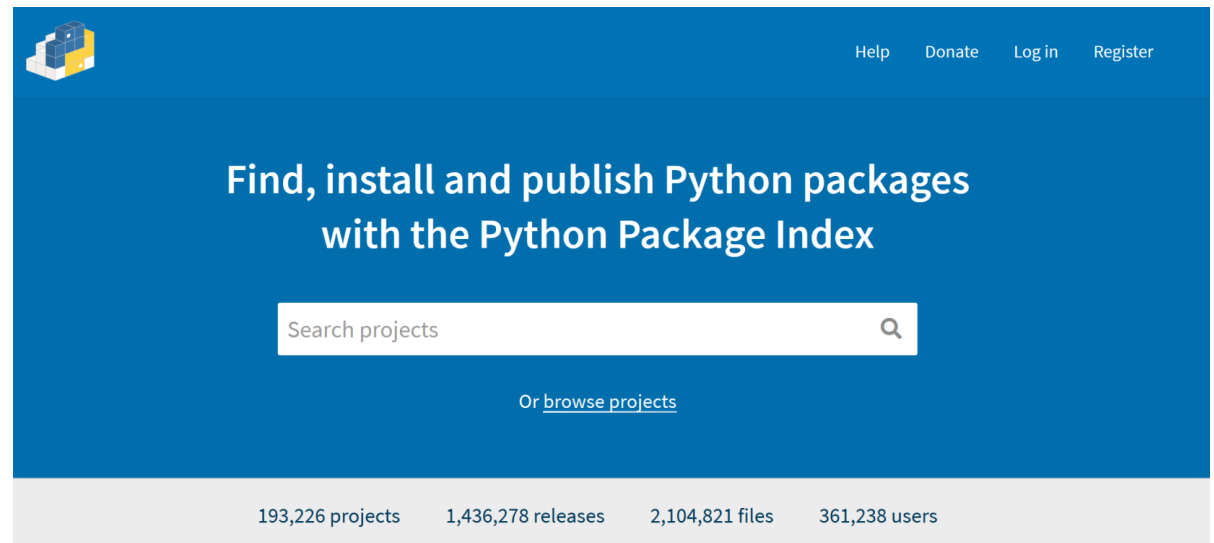 Help Donate Log in Register
Find, install and publish Python packages
with the Python Package Index
Search projects
Or browse projects
193,226 projects 1,436,278 releases 2,104,821 files 361,238 users